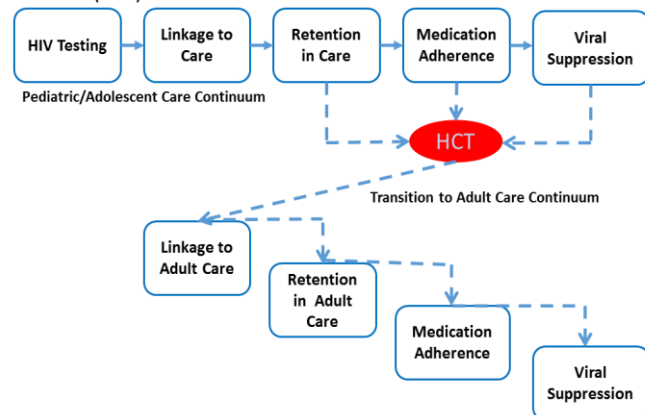 HIV Testing
Linkage to
Care
Retention
in Care
Medication
Adherence
Viral
Suppression
Pediatric/Adolescent Care Continuum
HCT
Transition to Adult Care Continuum
Linkage to
Adult Care
Retention
in Adult
Care
Medication
Adherence
Viral
Suppression